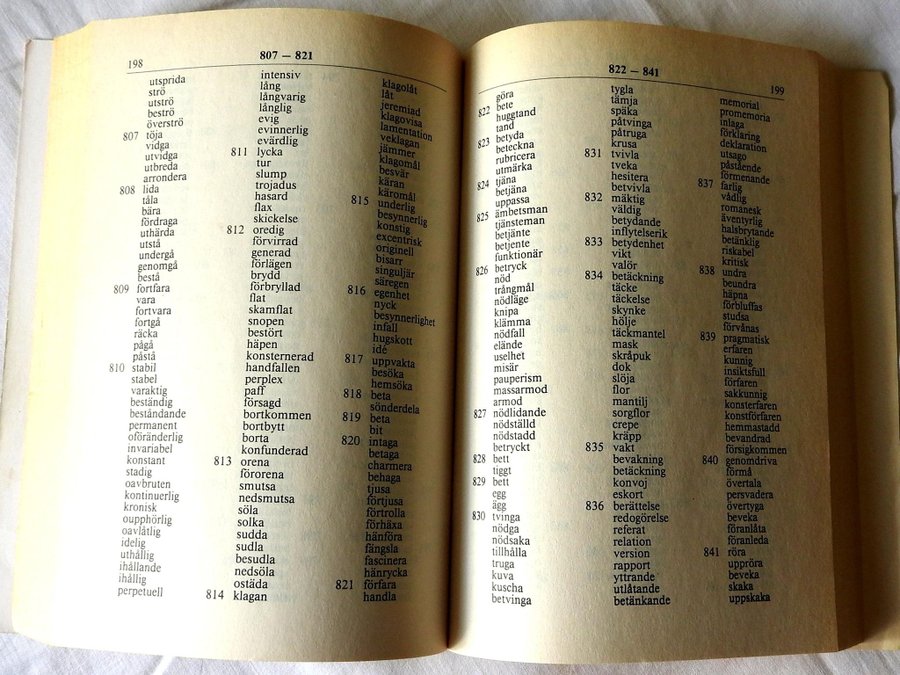 198
807 — 821
utsprida
strö
utströ
beströ
överströ
807 töja
vidga
utvidga
utbreda
arrondera
808 lida
tåla
bära
fördraga
uthärda
utstå
undergå
genomgå
bestå
809 fortfara
vara
fortvara
fortgå
räcka
pågå
påstå
810 stabil
stabel
varaktig
beständig
beståndande
permanent
oföränderlig
invariabel
konstant
stadig
oavbruten
kontinuerlig
kronisk
oupphörlig
oavlåtlig
idelig
uthållig
ihållande
ihållig
perpetuell
intensiv
lång
långvarig
långlig
evig
evinnerlig
evärdlig
811 lycka
tur
slump
trojadus
hasard
flax
skickelse
812 oredig
förvirrad
generad
förlägen
brydd
förbryllad
flat
skamflat
snopen
bestört
häpen
konsternerad
handfallen
perplex
paff
försagd
bortkommen
bortbytt
borta
konfunderad
813 orena
förorena
smutsa
nedsmutsa
söla
solka
sudda
sudla
besudla
nedsöla
ostäda
814 klagan
klagolåt
låt
jeremiad
klagovisa
lamentation
veklagan
jämmer
klagomål
besvär
käran
käromål
815 underlig
besynnerlig
konstig
excentrisk
originell
bisarr
singuljär
säregen
816 egenhet
nyck
besynnerlighet
infall
hugskott
idé
817 uppvakta
besöka
hemsöka
818 beta
sönderdela
819 beta
bit
820 intaga
betaga
charmera
behaga
tjusa
förtjusa
förtrolla
förhäxa
hänföra
fängsla
fascinera
hänrycka
821 förfara
handla
822 — 841
199
göra
822 bete
huggtand
tand
823 betyda
beteckna
rubricera
utmärka
824 tjäna
betjäna
uppassa
825 ämbetsman
tjänsteman
betjänte
betjente
funktionär
826 betryck
nöd
trångmål
nödläge
knipa
klämma
nödfall
elände
uselhet
misär
pauperism
massarmod
armod
827 nödlidande
nödställd
nödstadd
betryckt
828 bett
tiggt
829 bett
egg
ägg
830 tvinga
nödga
nödsaka
tillhålla
truga
kuva
kuscha
betvinga
tygla
tämja
späka
påtvinga
påtruga
krusa
831 tvivla
tveka
hesitera
betvivla
832 mäktig
väldig
betydande
inflytelserik
833 betydenhet
vikt
valör
834 betäckning
täcke
täckelse
skynke
hölje
täckmantel
mask
skråpuk
dok
slöja
flor
mantilj
sorgflor
crepe
kräpp
835 vakt
bevakning
betäckning
konvoj
eskort
836 berättelse
redogörelse
referat
relation
version
rapport
yttrande
utlåtande
betänkande
memorial
promemoria
inlaga
förklaring
deklaration
utsago
påstående
förmenande
837 farlig
vådlig
romanesk
äventyrlig
halsbrytande
betänklig
riskabel
kritisk
838 undra
beundra
häpna
förbluffas
studsa
förvånas
839 pragmatisk
erfaren
kunnig
insiktsfull
förfaren
sakkunnig
konsterfaren
konstförfaren
hemmastadd
bevandrad
försigkommen
840 genomdriva
förmå
övertala
persvadera
övertyga
beveka
föranlåta
föranleda
841 röra
uppröra
beveka
skaka
uppskaka